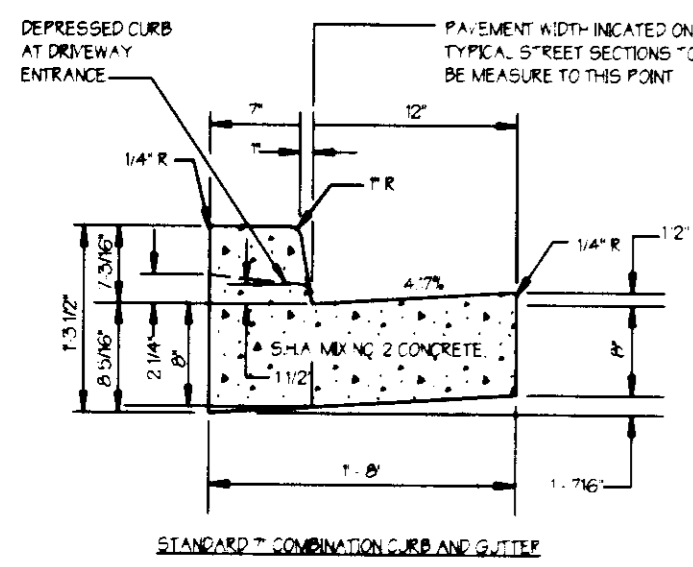 DEPRESSED CURB
AT DRIVEWAY
ENTRANCE
PAVEMENT WIDTH INICATED ON
TYPICAL STREET SECTIONS TO
BE MEASURE TO THIS POINT
7"
12"
1"
1/4" R
1" R
1/2"
1/4" R
4.17%
7 3/16"
1'-3 1/2"
8 5/16"
2 1/4"
8"
S.H.A. MIX NO. 2 CONCRETE
1 1/2"
8"
1'- 8"
1 - 7/16"
STANDARD 7" COMBINATION CURB AND GUTTER